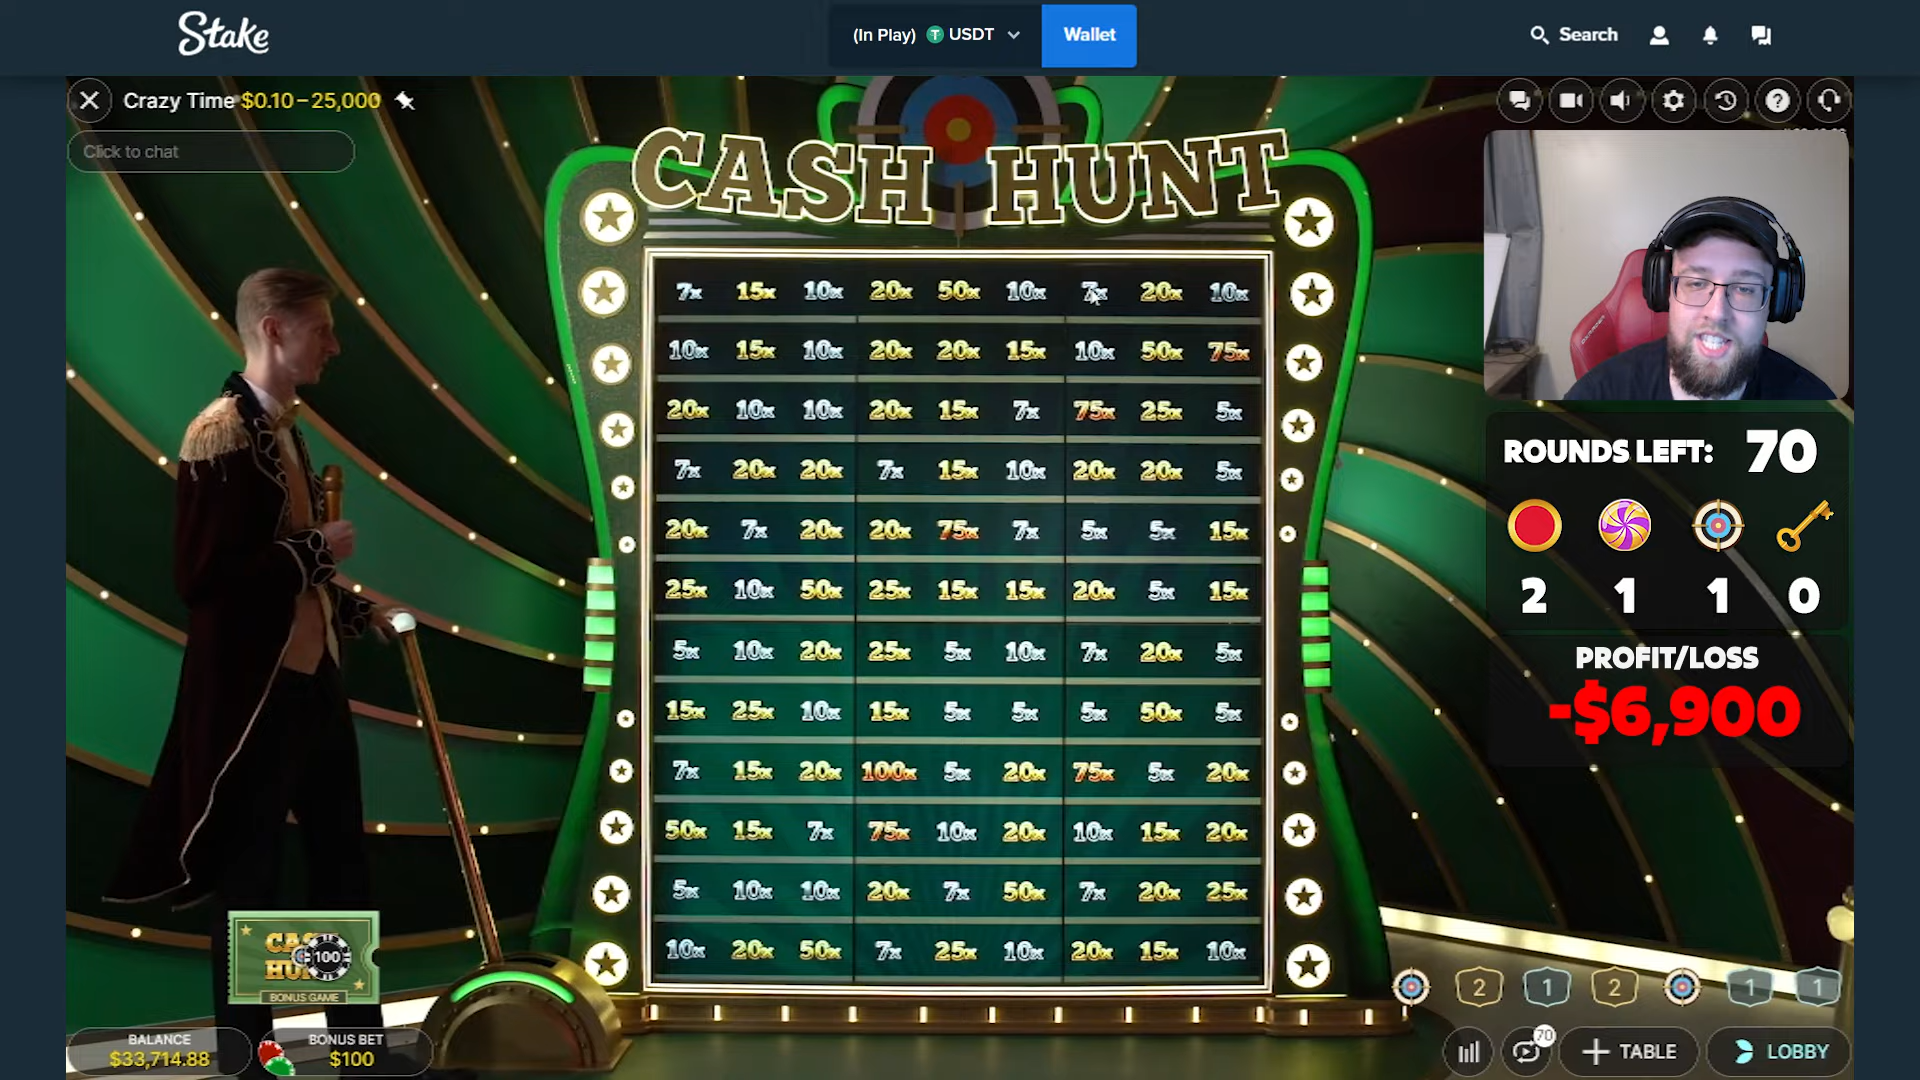 Stake
(In Play) USDT
Wallet
Search
Crazy Time $0.10–25,000
Click to chat
CASH HUNT
7x 15x 10x 20x 50x 10x 7x 20x 10x
10x 15x 10x 20x 20x 15x 10x 50x 75x
20x 10x 10x 20x 15x 7x 75x 25x 5x
7x 20x 20x 7x 15x 10x 20x 20x 5x
20x 7x 20x 20x 75x 7x 5x 5x 15x
25x 10x 50x 25x 15x 15x 20x 5x 15x
5x 10x 20x 25x 5x 10x 7x 20x 5x
15x 25x 10x 15x 5x 5x 5x 50x 5x
7x 15x 20x 100x 5x 20x 75x 5x 20x
50x 15x 7x 75x 10x 20x 10x 15x 20x
5x 10x 10x 20x 7x 50x 7x 20x 25x
10x 20x 50x 7x 25x 10x 20x 15x 10x
ROUNDS LEFT: 70
2 1 1 0
PROFIT/LOSS
-$6,900
100
BONUS GAME
2 1 2 1 1
BALANCE
$33,714.88
BONUS BET
$100
70
TABLE
LOBBY